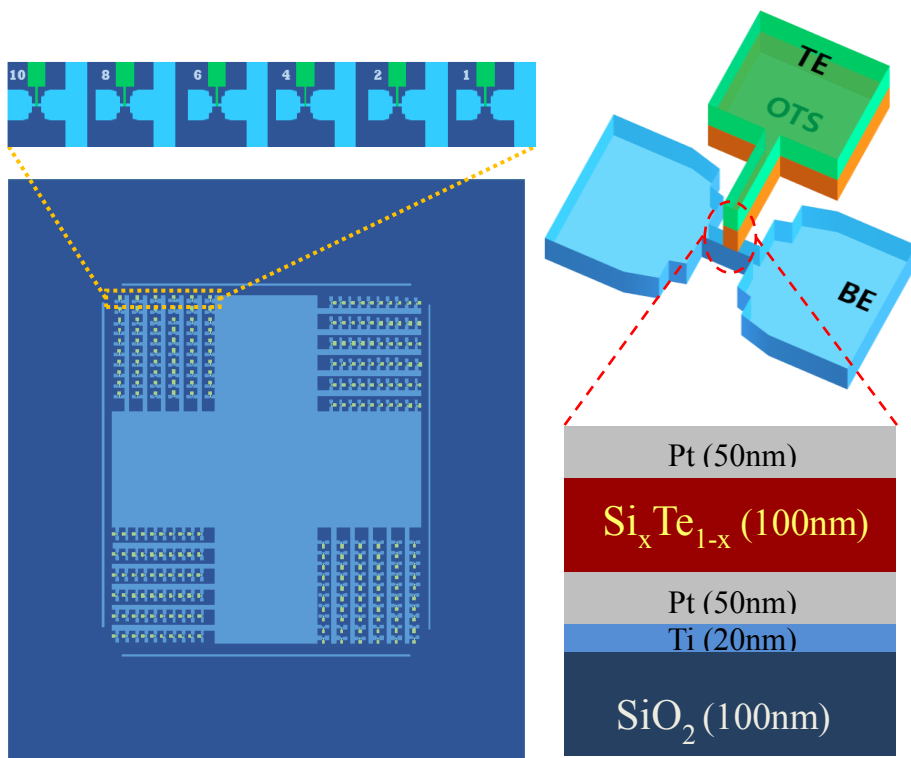 10 8 6 4 2 1
TE
OTS
BE
Pt (50nm)
SiₓTe₁₋ₓ (100nm)
Pt (50nm)
Ti (20nm)
SiO₂ (100nm)